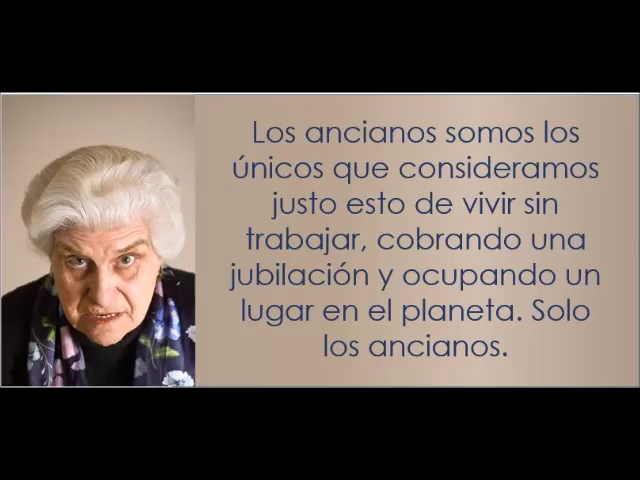 Los ancianos somos los
únicos que consideramos
justo esto de vivir sin
trabajar, cobrando una
jubilación y ocupando un
lugar en el planeta. Solo
los ancianos.